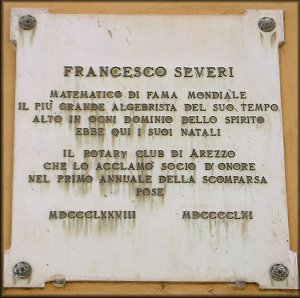 FRANCESCO SEVERI
MATEMATICO DI FAMA MONDIALE
IL PIÙ GRANDE ALGEBRISTA DEL SUO TEMPO
ALTO IN OGNI DOMINIO DELLO SPIRITO
EBBE QUI I SUOI NATALI
IL ROTARY CLUB DI AREZZO
CHE LO ACCLAMÒ SOCIO D'ONORE
NEL PRIMO ANNUALE DELLA SCOMPARSA
POSE
MDCCCLXXVIIII MDCCCCLXI